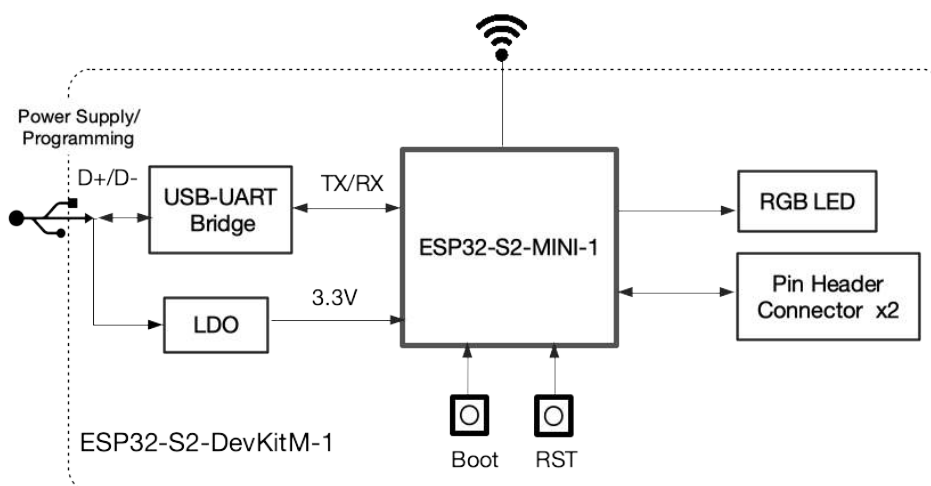 Power Supply/
Programming
D+/D-
USB-UART
Bridge
TX/RX
ESP32-S2-MINI-1
RGB LED
Pin Header
Connector x2
LDO
3.3V
Boot
RST
ESP32-S2-DevKitM-1